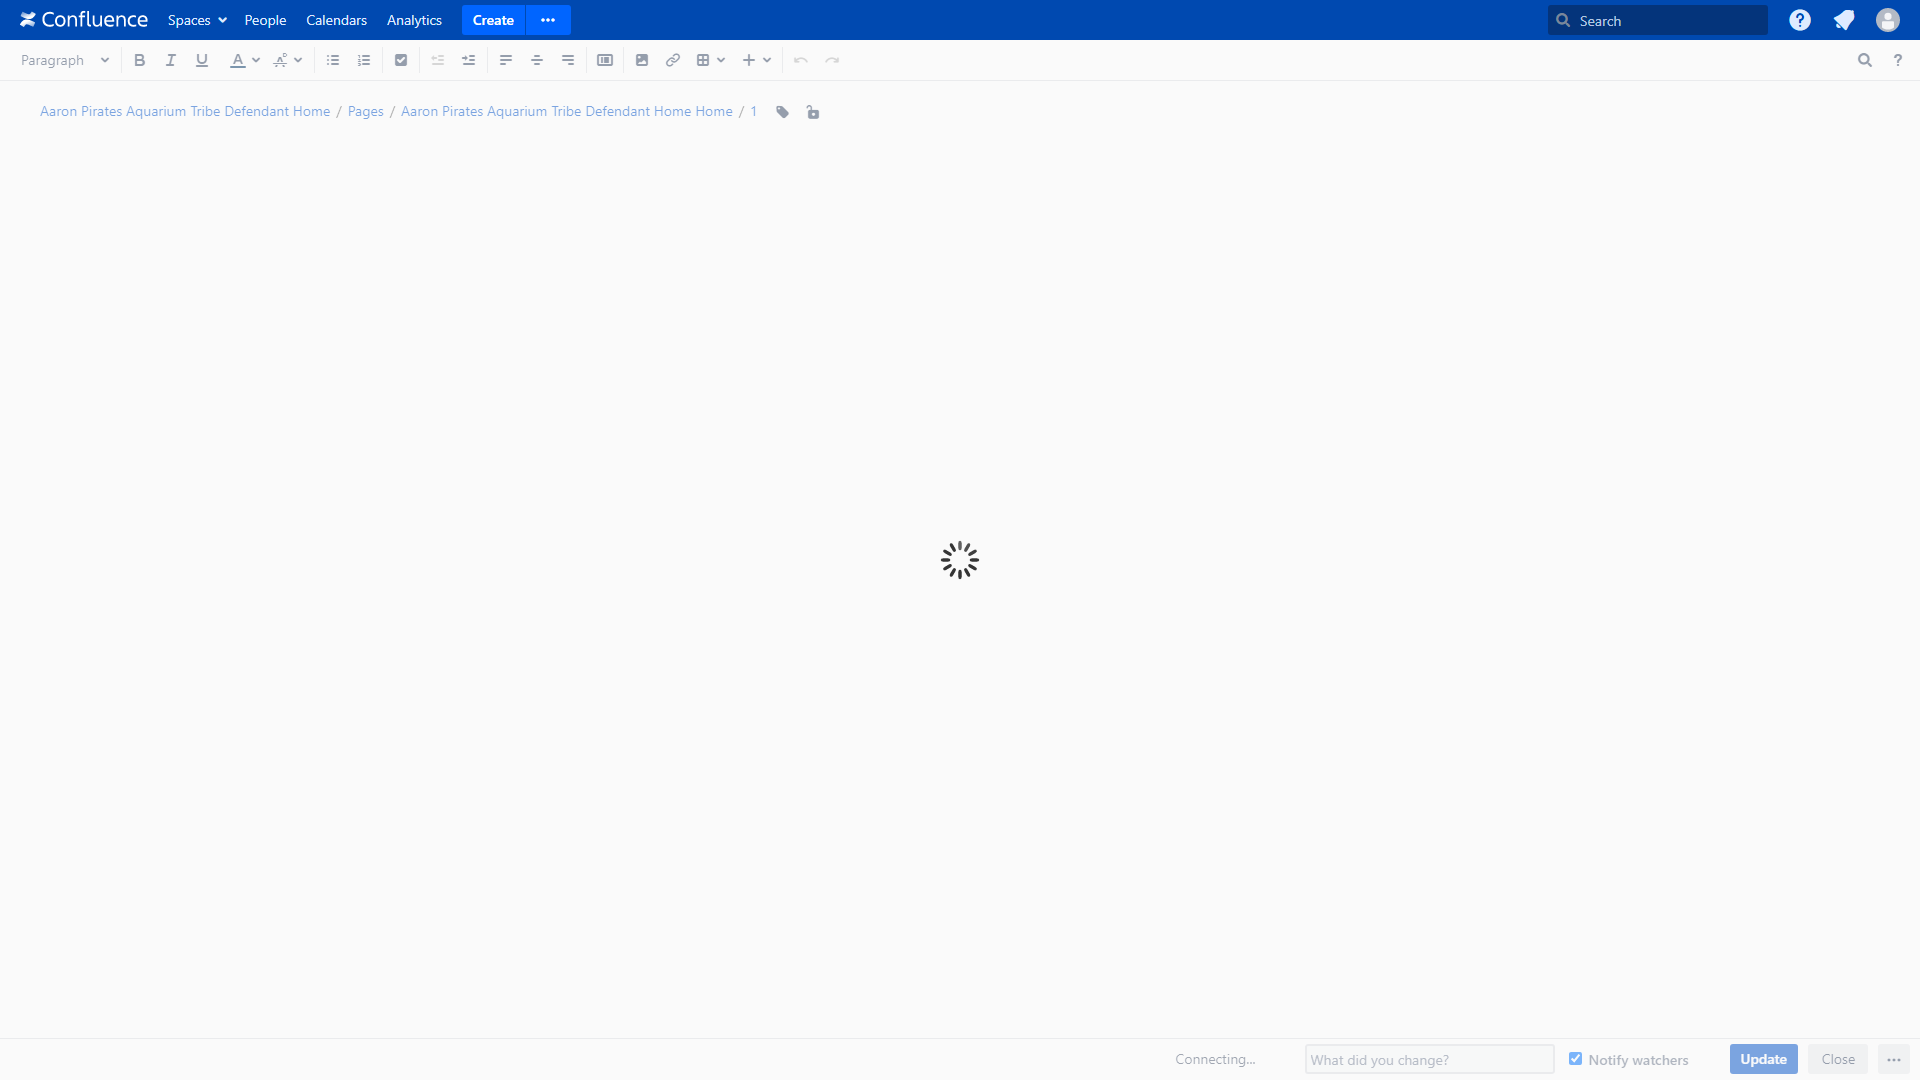 Confluence Spaces People Calendars Analytics Create Search
Paragraph
Aaron Pirates Aquarium Tribe Defendant Home / Pages / Aaron Pirates Aquarium Tribe Defendant Home Home / 1
Connecting... What did you change? Notify watchers Update Close